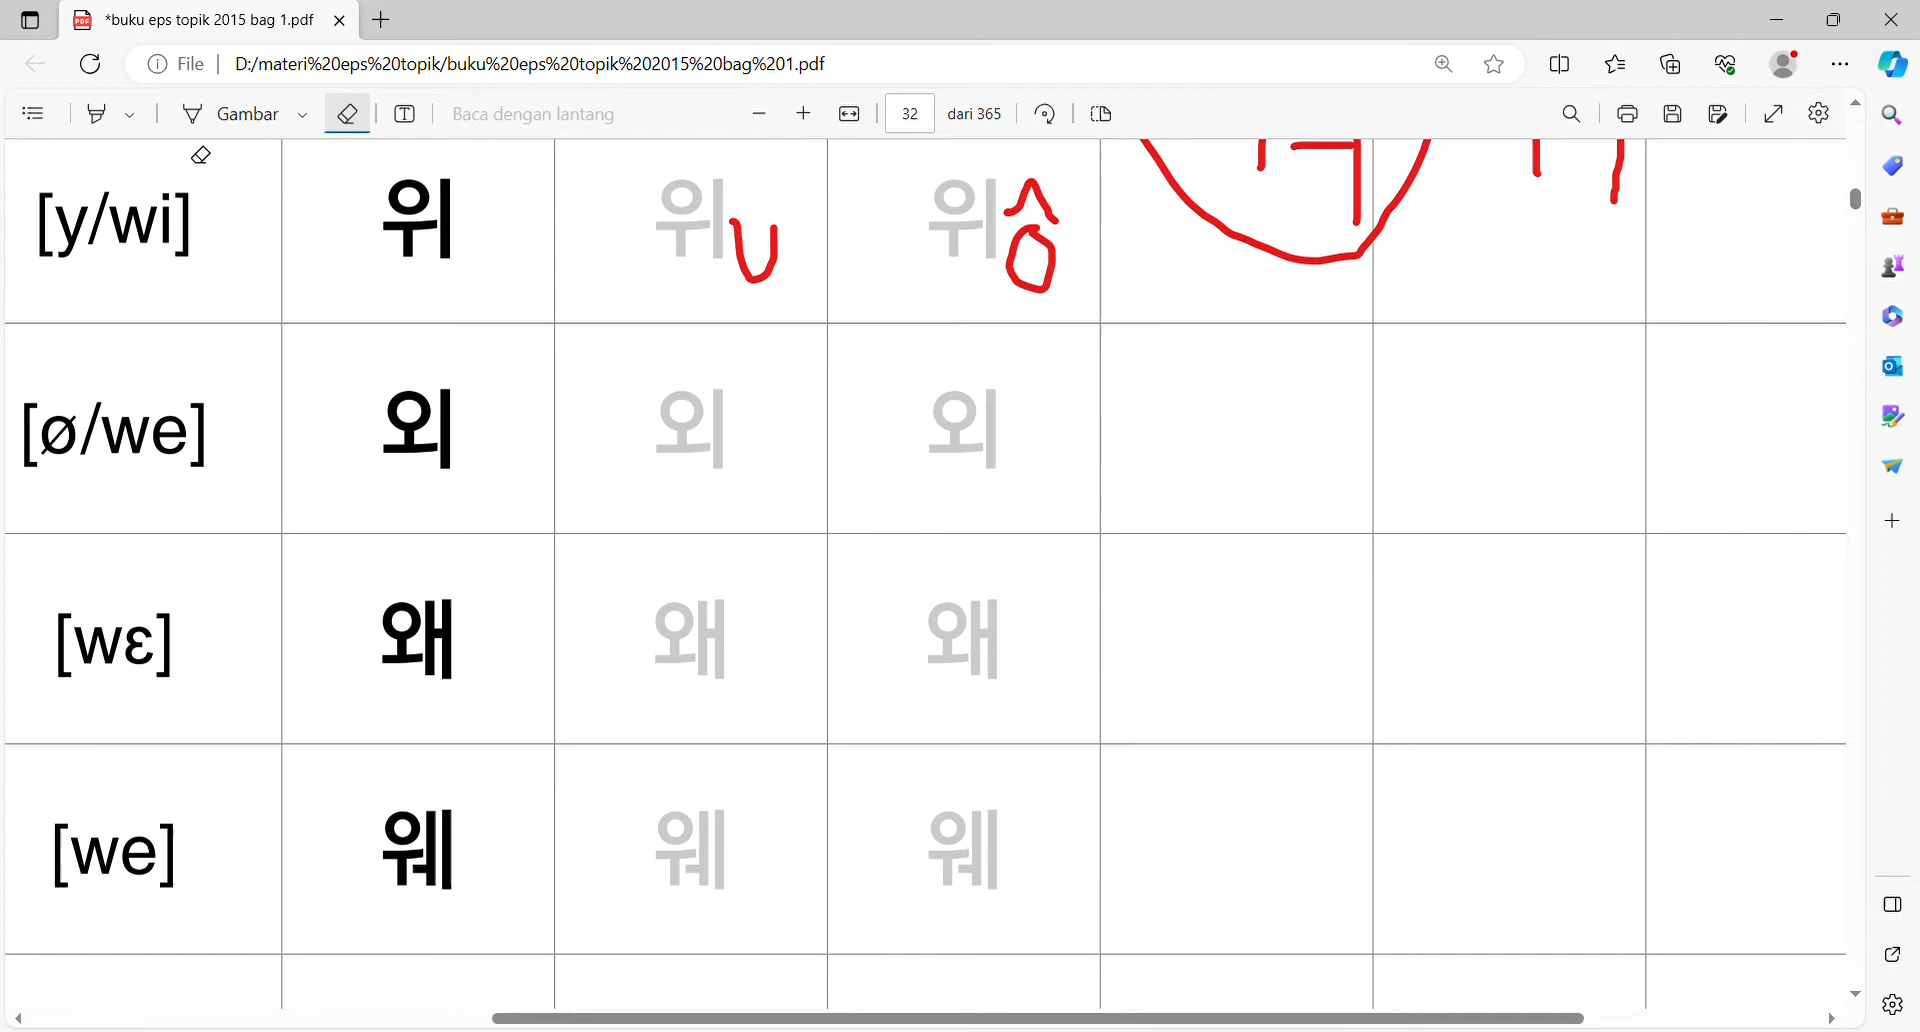 *buku eps topik 2015 bag 1.pdf
File D:/materi%20eps%20topik/buku%20eps%20topik%202015%20bag%201.pdf
Gambar Baca dengan lantang 32 dari 365
[y/wi] 위 위 U 위 ô
[ø/we] 외 외 외
[wɛ] 왜 왜 왜
[we] 웨 웨 웨